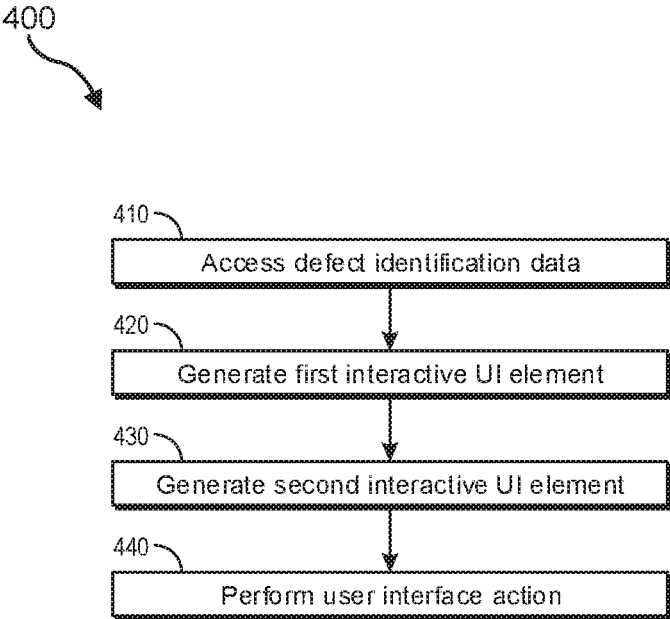 400
410
Access defect identification data
420
Generate first interactive UI element
430
Generate second interactive UI element
440
Perform user interface action